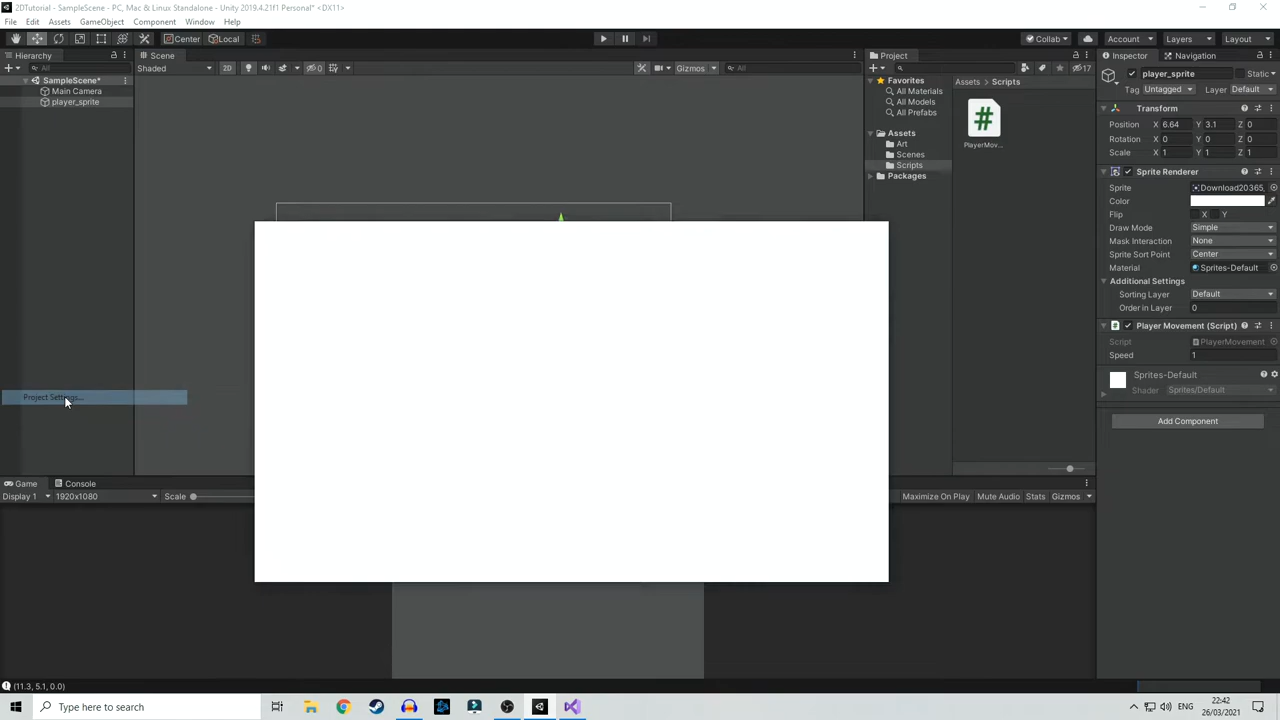 2DTutorial - SampleScene - PC, Mac & Linux Standalone - Unity 2019.4.21f1 Personal* <DX11>
File Edit Assets GameObject Component Window Help
Center Local Collab Account Layers Layout
Hierarchy
All
SampleScene*
Main Camera
player_sprite
Scene
Shaded 2D 0 Gizmos All
Project
17
Favorites
All Materials
All Models
All Prefabs
Assets
Art
Scenes
Scripts
Packages
Assets Scripts
PlayerMov...
Inspector Navigation
player_sprite Static
Tag Untagged Layer Default
Transform
Position X 6.64 Y 3.1 Z 0
Rotation X 0 Y 0 Z 0
Scale X 1 Y 1 Z 1
Sprite Renderer
Sprite Download20365,
Color
Flip X Y
Draw Mode Simple
Mask Interaction None
Sprite Sort Point Center
Material Sprites-Default
Additional Settings
Sorting Layer Default
Order in Layer 0
Player Movement (Script)
Script PlayerMovement
Speed 1
Sprites-Default
Shader Sprites/Default
Add Component
Project Settings...
Game Console
Display 1 1920x1080 Scale Maximize On Play Mute Audio Stats Gizmos
(11.3, 5.1, 0.0)
Type here to search
ENG
22:42
26/03/2021